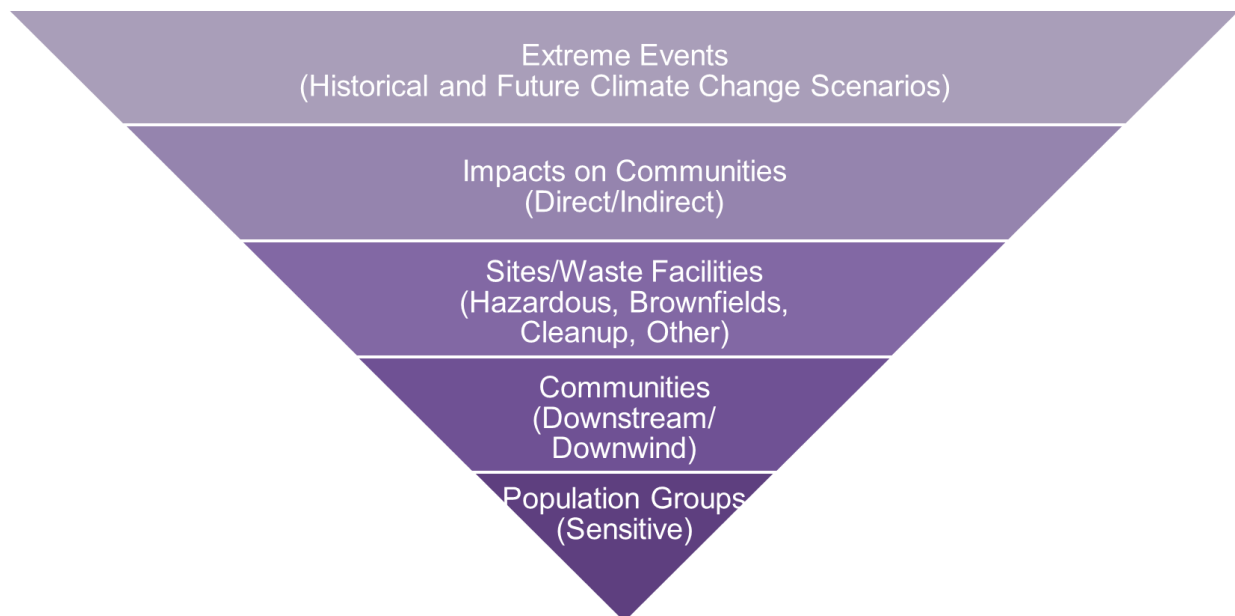 Extreme Events
(Historical and Future Climate Change Scenarios)
Impacts on Communities
(Direct/Indirect)
Sites/Waste Facilities
(Hazardous, Brownfields,
Cleanup, Other)
Communities
(Downstream/
Downwind)
Population Groups
(Sensitive)